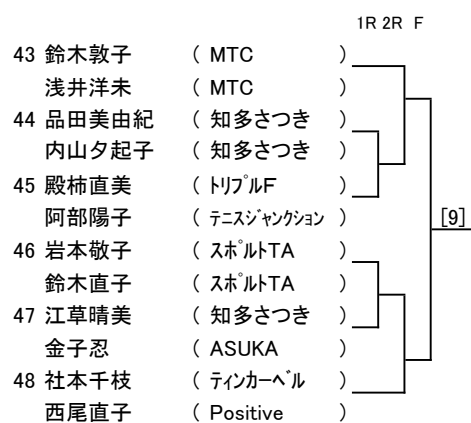 1R 2R F
43 鈴木敦子 ( MTC )
浅井洋未 ( MTC )
44 品田美由紀 ( 知多さつき )
内山夕起子 ( 知多さつき )
45 殿柿直美 ( ﾄﾘﾌﾟﾙF )
阿部陽子 ( ﾃﾆｽｼﾞｬﾝｸｼｮﾝ )
[9]
46 岩本敬子 ( ｽﾎﾟﾙﾄTA )
鈴木直子 ( ｽﾎﾟﾙﾄTA )
47 江草晴美 ( 知多さつき )
金子忍 ( ASUKA )
48 社本千枝 ( ﾃｨﾝｶｰﾍﾞﾙ )
西尾直子 ( Positive )